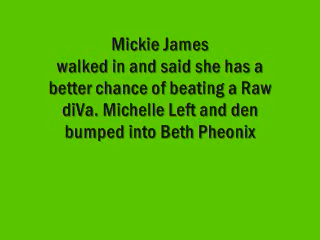 Mickie James
walked in and said she has a
better chance of beating a Raw
diVa. Michelle Left and den
bumped into Beth Pheonix